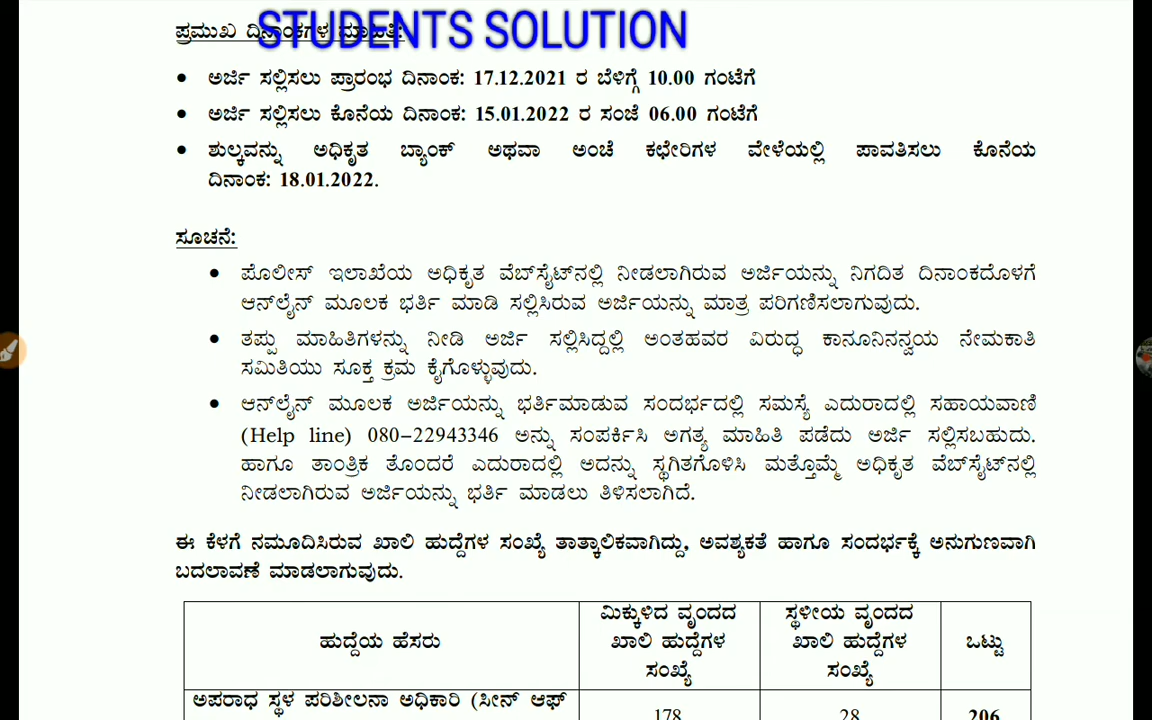 STUDENTS SOLUTION
ಪ್ರಮುಖ ದಿನಾಂಕಗಳ ಮಾಹಿತಿ:
• ಅರ್ಜಿ ಸಲ್ಲಿಸಲು ಪ್ರಾರಂಭ ದಿನಾಂಕ: 17.12.2021 ರ ಬೆಳಿಗ್ಗೆ 10.00 ಗಂಟೆಗೆ
• ಅರ್ಜಿ ಸಲ್ಲಿಸಲು ಕೊನೆಯ ದಿನಾಂಕ: 15.01.2022 ರ ಸಂಜೆ 06.00 ಗಂಟೆಗೆ
• ಶುಲ್ಕವನ್ನು ಅಧಿಕೃತ ಬ್ಯಾಂಕ್ ಅಥವಾ ಅಂಚೆ ಕಛೇರಿಗಳ ವೇಳೆಯಲ್ಲಿ ಪಾವತಿಸಲು ಕೊನೆಯ
ದಿನಾಂಕ: 18.01.2022.
ಸೂಚನೆ:
• ಪೊಲೀಸ್ ಇಲಾಖೆಯ ಅಧಿಕೃತ ವೆಬ್‌ಸೈಟ್‌ನಲ್ಲಿ ನೀಡಲಾಗಿರುವ ಅರ್ಜಿಯನ್ನು ನಿಗದಿತ ದಿನಾಂಕದೊಳಗೆ
ಆನ್‌ಲೈನ್ ಮೂಲಕ ಭರ್ತಿ ಮಾಡಿ ಸಲ್ಲಿಸಿರುವ ಅರ್ಜಿಯನ್ನು ಮಾತ್ರ ಪರಿಗಣಿಸಲಾಗುವುದು.
• ತಪ್ಪು ಮಾಹಿತಿಗಳನ್ನು ನೀಡಿ ಅರ್ಜಿ ಸಲ್ಲಿಸಿದ್ದಲ್ಲಿ ಅಂತಹವರ ವಿರುದ್ಧ ಕಾನೂನಿನನ್ವಯ ನೇಮಕಾತಿ
ಸಮಿತಿಯು ಸೂಕ್ತ ಕ್ರಮ ಕೈಗೊಳ್ಳುವುದು.
• ಆನ್‌ಲೈನ್ ಮೂಲಕ ಅರ್ಜಿಯನ್ನು ಭರ್ತಿಮಾಡುವ ಸಂದರ್ಭದಲ್ಲಿ ಸಮಸ್ಯೆ ಎದುರಾದಲ್ಲಿ ಸಹಾಯವಾಣಿ
(Help line) 080–22943346 ಅನ್ನು ಸಂಪರ್ಕಿಸಿ ಅಗತ್ಯ ಮಾಹಿತಿ ಪಡೆದು ಅರ್ಜಿ ಸಲ್ಲಿಸಬಹುದು.
ಹಾಗೂ ತಾಂತ್ರಿಕ ತೊಂದರೆ ಎದುರಾದಲ್ಲಿ ಅದನ್ನು ಸ್ಥಗಿತಗೊಳಿಸಿ ಮತ್ತೊಮ್ಮೆ ಅಧಿಕೃತ ವೆಬ್‌ಸೈಟ್‌ನಲ್ಲಿ
ನೀಡಲಾಗಿರುವ ಅರ್ಜಿಯನ್ನು ಭರ್ತಿ ಮಾಡಲು ತಿಳಿಸಲಾಗಿದೆ.
ಈ ಕೆಳಗೆ ನಮೂದಿಸಿರುವ ಖಾಲಿ ಹುದ್ದೆಗಳ ಸಂಖ್ಯೆ ತಾತ್ಕಾಲಿಕವಾಗಿದ್ದು, ಅವಶ್ಯಕತೆ ಹಾಗೂ ಸಂದರ್ಭಕ್ಕೆ ಅನುಗುಣವಾಗಿ
ಬದಲಾವಣೆ ಮಾಡಲಾಗುವುದು.
ಹುದ್ದೆಯ ಹೆಸರು
ಮಿಕ್ಕುಳಿದ ವೃಂದದ
ಖಾಲಿ ಹುದ್ದೆಗಳ
ಸಂಖ್ಯೆ
ಸ್ಥಳೀಯ ವೃಂದದ
ಖಾಲಿ ಹುದ್ದೆಗಳ
ಸಂಖ್ಯೆ
ಒಟ್ಟು
ಅಪರಾಧ ಸ್ಥಳ ಪರಿಶೀಲನಾ ಅಧಿಕಾರಿ (ಸೀನ್ ಆಫ್
178
28
206